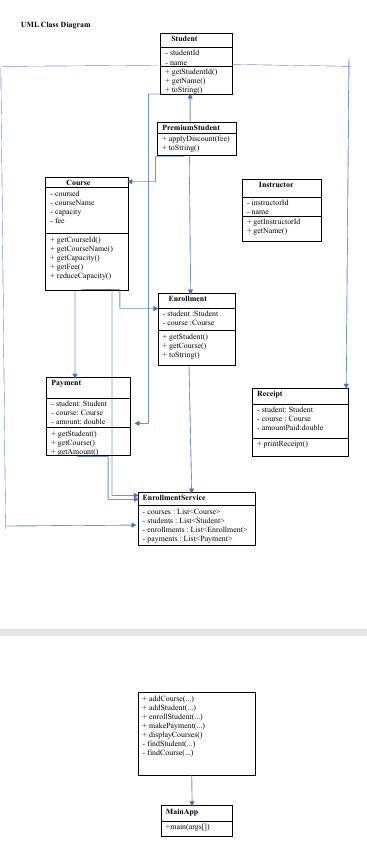 UML Class Diagram
Student
- studentId
- name
+ getStudentId()
+ getName()
+ toString()
PremiumStudent
+ applyDiscount(fee)
+ toString()
Course
- coursed
- courseName
- capacity
- fee
+ getCourseId()
+ getCourseName()
+ getCapacity()
+ getFee()
+ reduceCapacity()
Instructor
- instructorId
- name
+ getInstructorId
+ getName()
Enrollment
- student :Student
- course :Course
+ getStudent()
+ getCourse()
+ toString()
Payment
- student: Student
- course: Course
- amount: double
+ getStudent()
+ getCourse()
+ getAmount()
Receipt
- student: Student
- course : Course
- amountPaid:double
+ printReceipt()
EnrollmentService
- courses : List<Course>
- students : List<Student>
- enrollments : List<Enrollment>
- payments : List<Payment>
+ addCourse(...)
+ addStudent(...)
+ enrollStudent(...)
+ makePayment(...)
+ displayCourses()
- findStudent(...)
- findCourse(...)
MainApp
+main(args[])